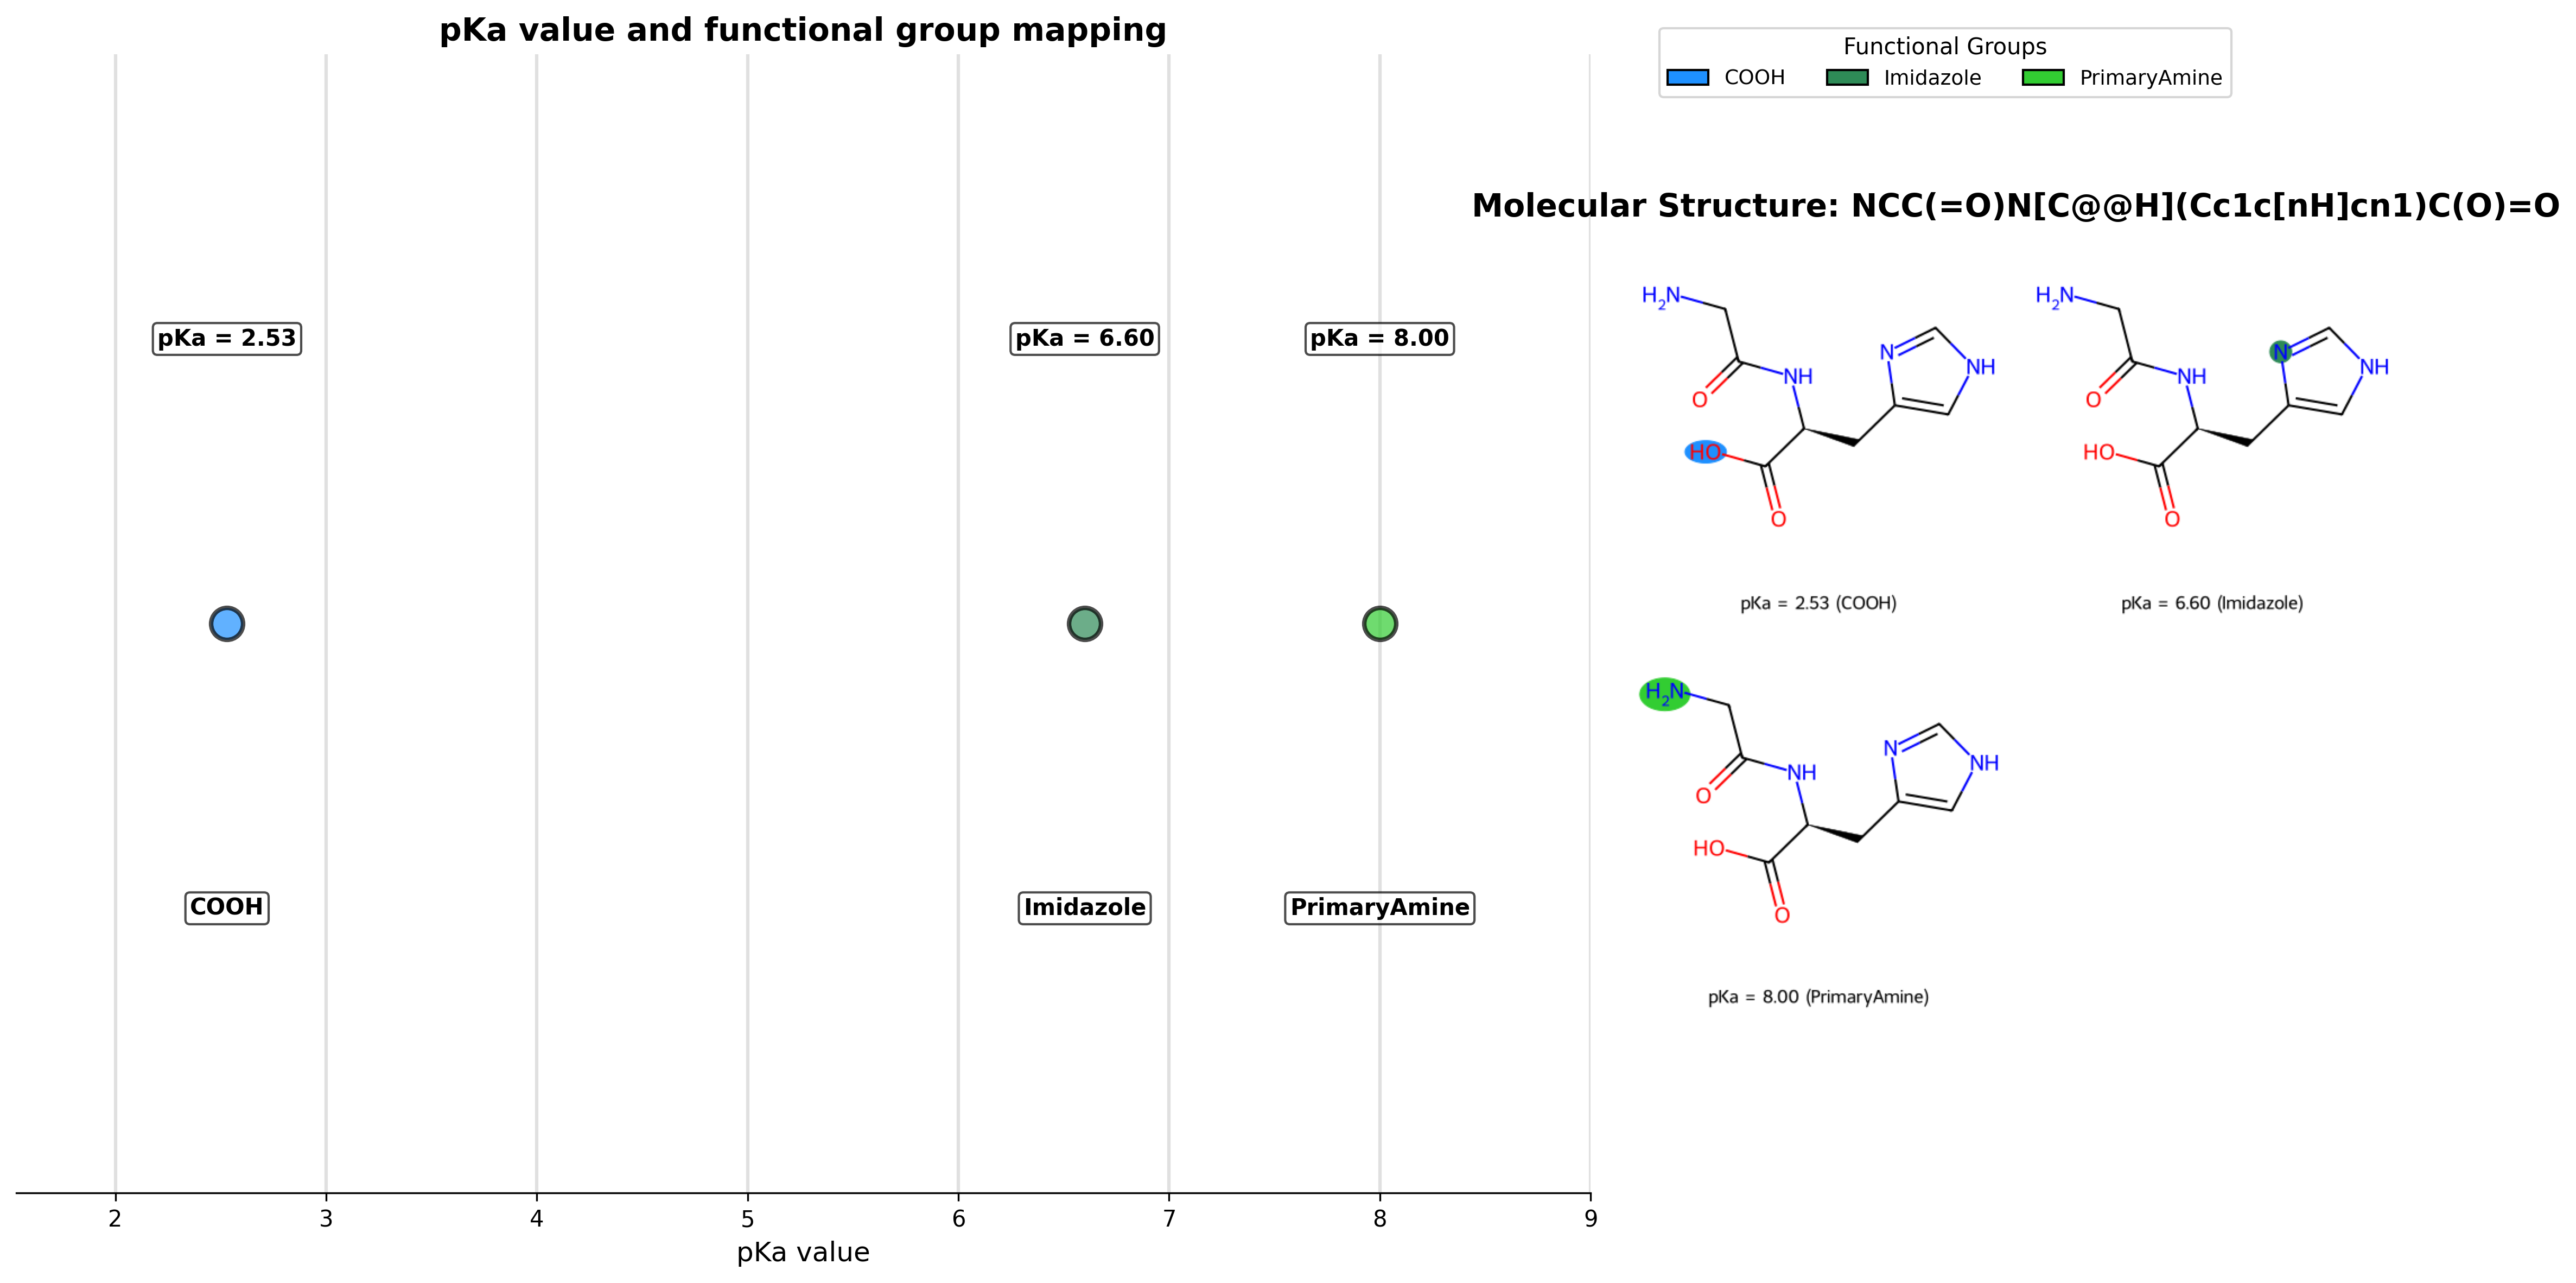 pKa value and functional group mapping
pKa = 2.53
pKa = 6.60
pKa = 8.00
COOH
Imidazole
PrimaryAmine
2
3
4
5
6
7
8
9
pKa value
Functional Groups
COOH
Imidazole
PrimaryAmine
Molecular Structure: NCC(=O)N[C@@H](Cc1c[nH]cn1)C(O)=O
H2N
O
NH
HO
O
N
NH
pKa = 2.53 (COOH)
H2N
O
NH
HO
O
N
NH
pKa = 6.60 (Imidazole)
H2N
O
NH
HO
O
N
NH
pKa = 8.00 (PrimaryAmine)